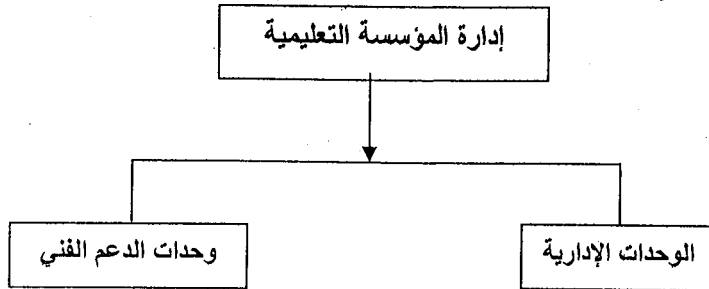 إدارة المؤسسة التعليمية
الوحدات الإدارية
وحدات الدعم الفني